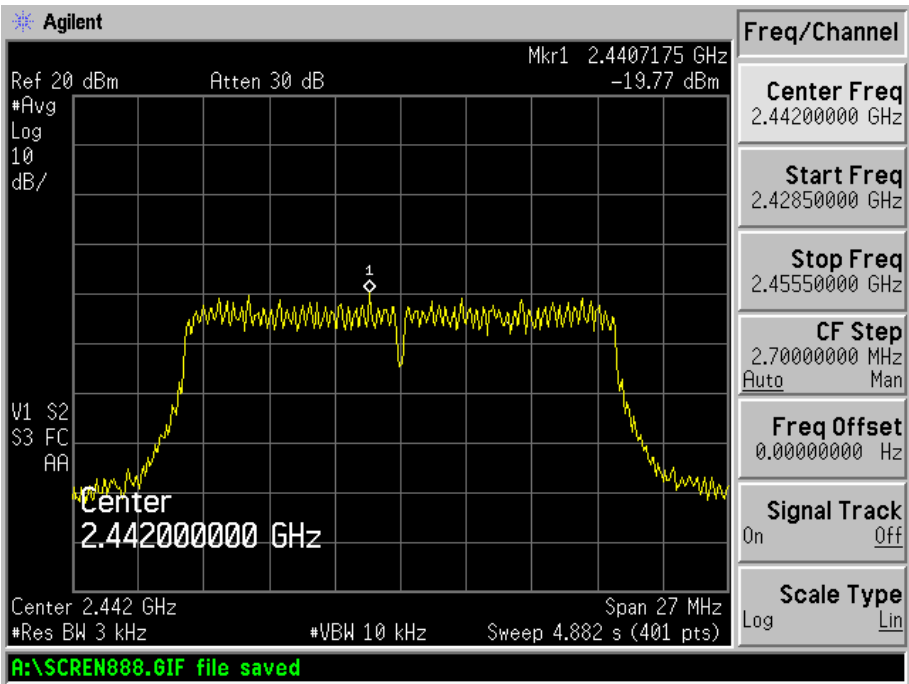 Agilent
Freq/Channel
Mkr1 2.4407175 GHz
Ref 20 dBm Atten 30 dB -19.77 dBm
#Avg
Log
10
dB/
1
V1 S2
S3 FC
AA
Center
2.442000000 GHz
Center 2.442 GHz Span 27 MHz
#Res BW 3 kHz #VBW 10 kHz Sweep 4.882 s (401 pts)
A:\SCREN888.GIF file saved
Center Freq
2.44200000 GHz
Start Freq
2.42850000 GHz
Stop Freq
2.45550000 GHz
CF Step
2.70000000 MHz
Auto Man
Freq Offset
0.00000000 Hz
Signal Track
On Off
Scale Type
Log Lin